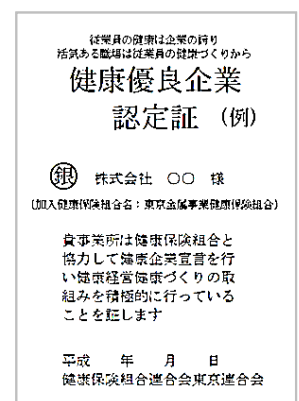 従業員の健康は企業の誇り
活気ある職場は従業員の健康づくりから
健康優良企業
認定証 (例)
銀 株式会社 ○○ 様
(加入健康保険組合名:東京金属事業健康保険組合)
貴事業所は健康保険組合と
協力して健康企業宣言を行
い健康経営健康づくりの取
組みを積極的に行っている
ことを証します
平成 年 月 日
健康保険組合連合会東京連合会